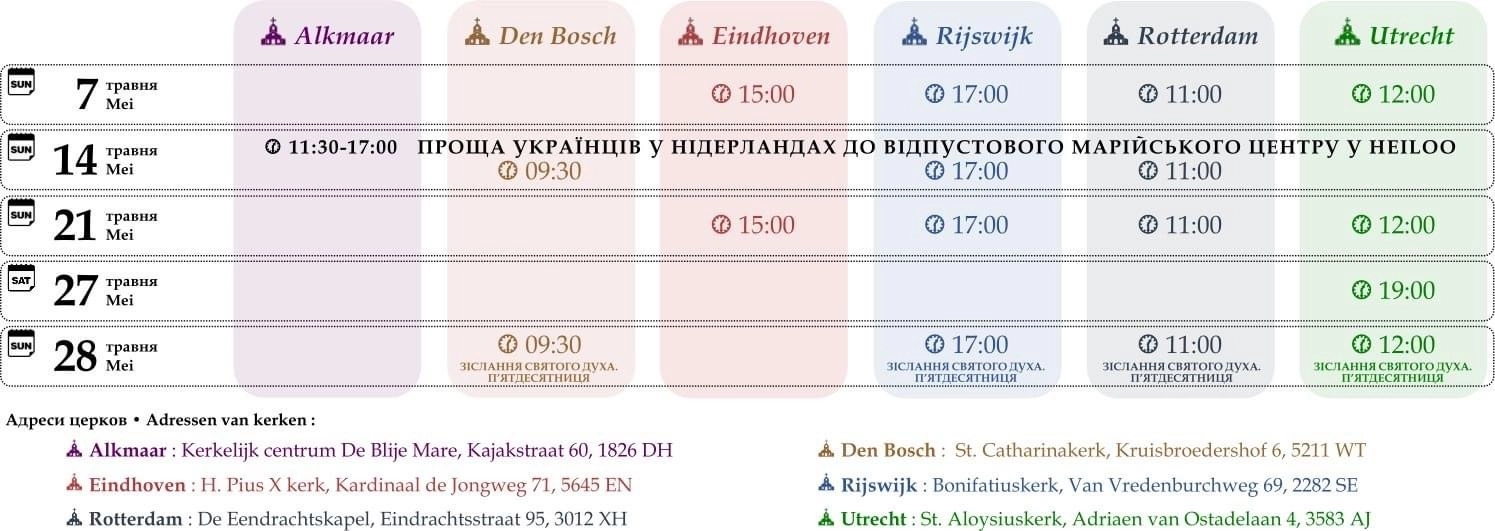 Alkmaar Den Bosch Eindhoven Rijswijk Rotterdam Utrecht
SUN 7 травня 15:00 17:00 11:00 12:00
Mei
SUN 14 травня 11:30-17:00 ПРОЩА УКРАЇНЦІВ У НІДЕРЛАНДАХ ДО ВІДПУСТОВОГО МАРІЙСЬКОГО ЦЕНТРУ У HEILOO
Mei 09:30 17:00 11:00
SUN 21 травня 15:00 17:00 11:00 12:00
Mei
SAT 27 травня 19:00
Mei
SUN 28 травня 09:30 17:00 11:00 12:00
Mei ЗІСЛАННЯ СВЯТОГО ДУХА. ЗІСЛАННЯ СВЯТОГО ДУХА. ЗІСЛАННЯ СВЯТОГО ДУХА. ЗІСЛАННЯ СВЯТОГО ДУХА.
П'ЯТДЕСЯТНИЦЯ П'ЯТДЕСЯТНИЦЯ П'ЯТДЕСЯТНИЦЯ П'ЯТДЕСЯТНИЦЯ
Адреси церков • Adressen van kerken :
Alkmaar : Kerkelijk centrum De Blije Mare, Kajakstraat 60, 1826 DH
Den Bosch : St. Catharinakerk, Kruisbroedershof 6, 5211 WT
Eindhoven : H. Pius X kerk, Kardinaal de Jongweg 71, 5645 EN
Rijswijk : Bonifatiuskerk, Van Vredenburchweg 69, 2282 SE
Rotterdam : De Eendrachtskapel, Eindrachtsstraat 95, 3012 XH
Utrecht : St. Aloysiuskerk, Adriaen van Ostadelaan 4, 3583 AJ